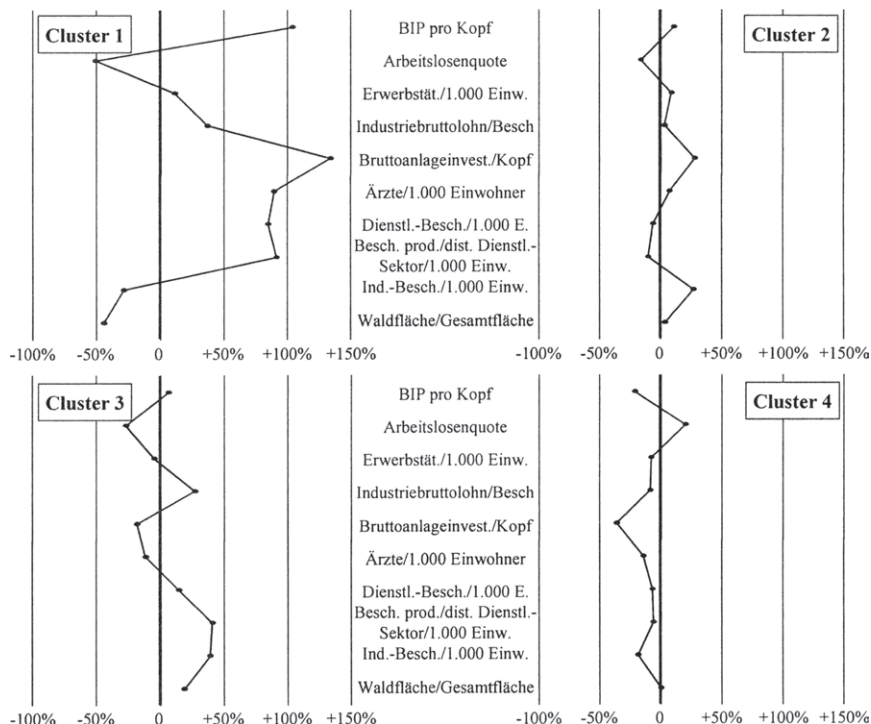 Cluster 1
BIP pro Kopf
Cluster 2
Arbeitslosenquote
Erwerbstät./1.000 Einw.
Industriebruttolohn/Besch
Bruttoanlageinvest./Kopf
Ärzte/1.000 Einwohner
Dienstl.-Besch./1.000 E.
Besch. prod./dist. Dienstl.-
Sektor/1.000 Einw.
Ind.-Besch./1.000 Einw.
Waldfläche/Gesamtfläche
-100% -50% 0 +50% +100% +150% -100% -50% 0 +50% +100% +150%
Cluster 3
BIP pro Kopf
Cluster 4
Arbeitslosenquote
Erwerbstät./1.000 Einw.
Industriebruttolohn/Besch
Bruttoanlageinvest./Kopf
Ärzte/1.000 Einwohner
Dienstl.-Besch./1.000 E.
Besch. prod./dist. Dienstl.-
Sektor/1.000 Einw.
Ind.-Besch./1.000 Einw.
Waldfläche/Gesamtfläche
-100% -50% 0 +50% +100% +150% -100% -50% 0 +50% +100% +150%